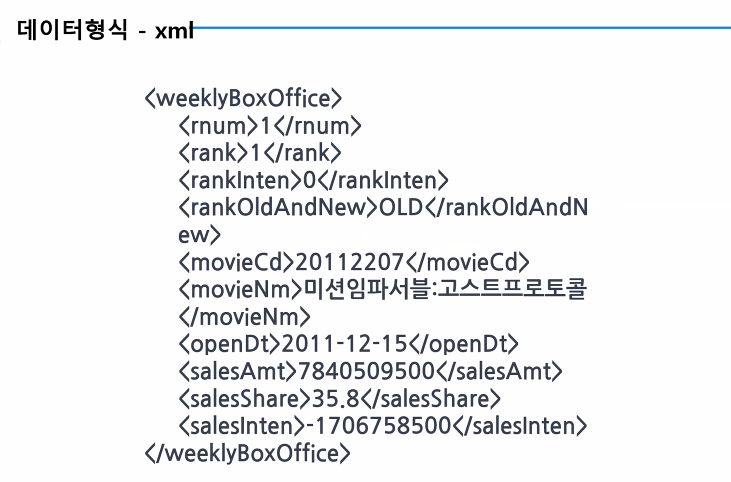 데이터형식 - xml
<weeklyBoxOffice>
<rnum>1</rnum>
<rank>1</rank>
<rankInten>0</rankInten>
<rankOldAndNew>OLD</rankOldAndN
ew>
<movieCd>20112207</movieCd>
<movieNm>미션임파서블:고스트프로토콜
</movieNm>
<openDt>2011-12-15</openDt>
<salesAmt>7840509500</salesAmt>
<salesShare>35.8</salesShare>
<salesInten>-1706758500</salesInten>
</weeklyBoxOffice>